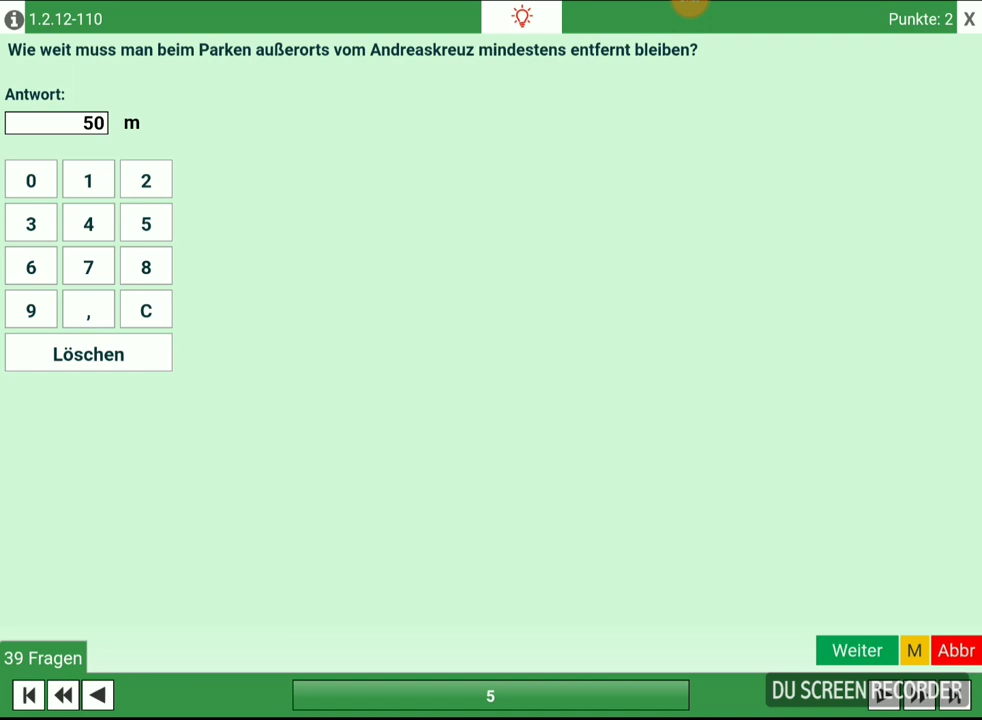 1.2.12-110
Punkte: 2 X
Wie weit muss man beim Parken außerorts vom Andreaskreuz mindestens entfernt bleiben?
Antwort:
50 m
0 1 2
3 4 5
6 7 8
9 , C
Löschen
39 Fragen
Weiter M Abbr
5
DU SCREEN RECORDER